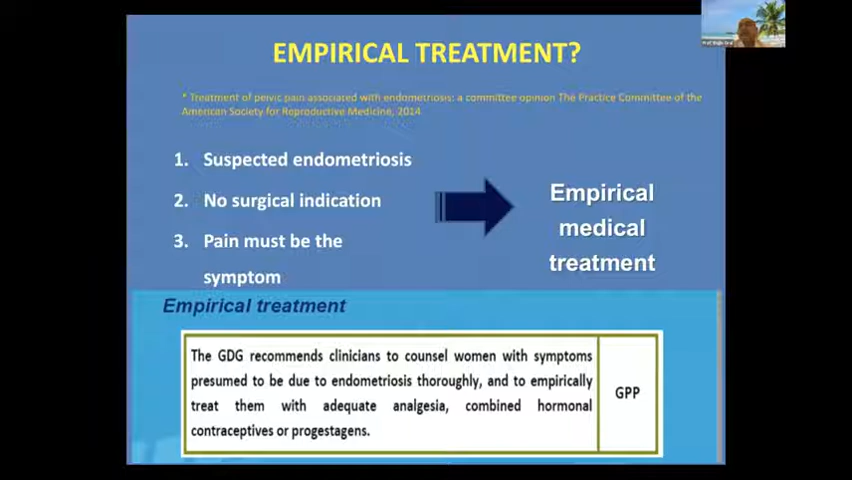 EMPIRICAL TREATMENT?
* Treatment of pelvic pain associated with endometriosis: a committee opinion The Practice Committee of the
American Society for Reproductive Medicine, 2014
1. Suspected endometriosis
2. No surgical indication
3. Pain must be the
symptom
Empirical
medical
treatment
Empirical treatment
The GDG recommends clinicians to counsel women with symptoms
presumed to be due to endometriosis thoroughly, and to empirically
treat them with adequate analgesia, combined hormonal
contraceptives or progestagens.
GPP